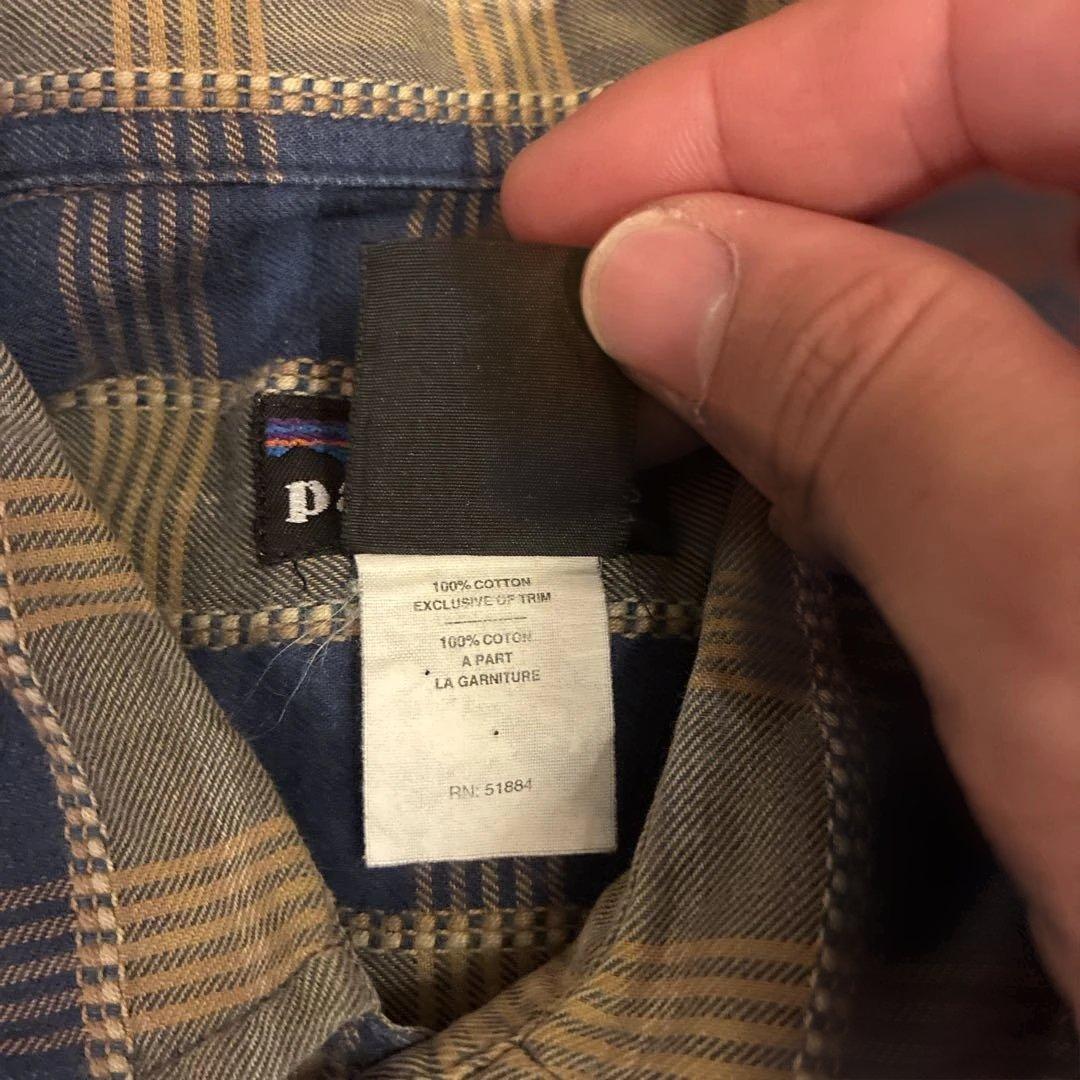 pa
100% COTTON
EXCLUSIVE OF TRIM
100% COTON
A PART
LA GARNITURE
RN: 51884